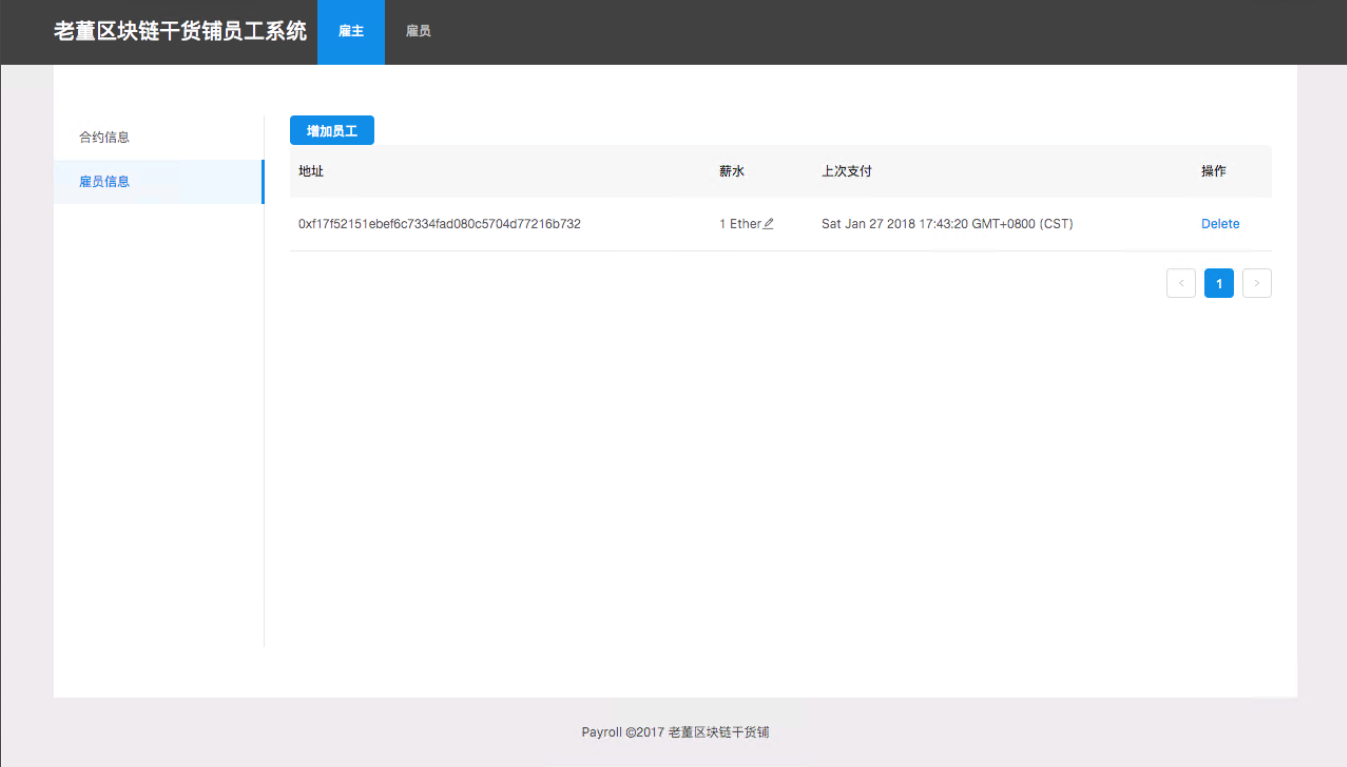 老董区块链干货铺员工系统 雇主 雇员
合约信息
雇员信息
增加员工
地址 薪水 上次支付 操作
0xf17f52151ebef6c7334fad080c5704d77216b732 1 Ether Sat Jan 27 2018 17:43:20 GMT+0800 (CST) Delete
< 1 >
Payroll ©2017 老董区块链干货铺